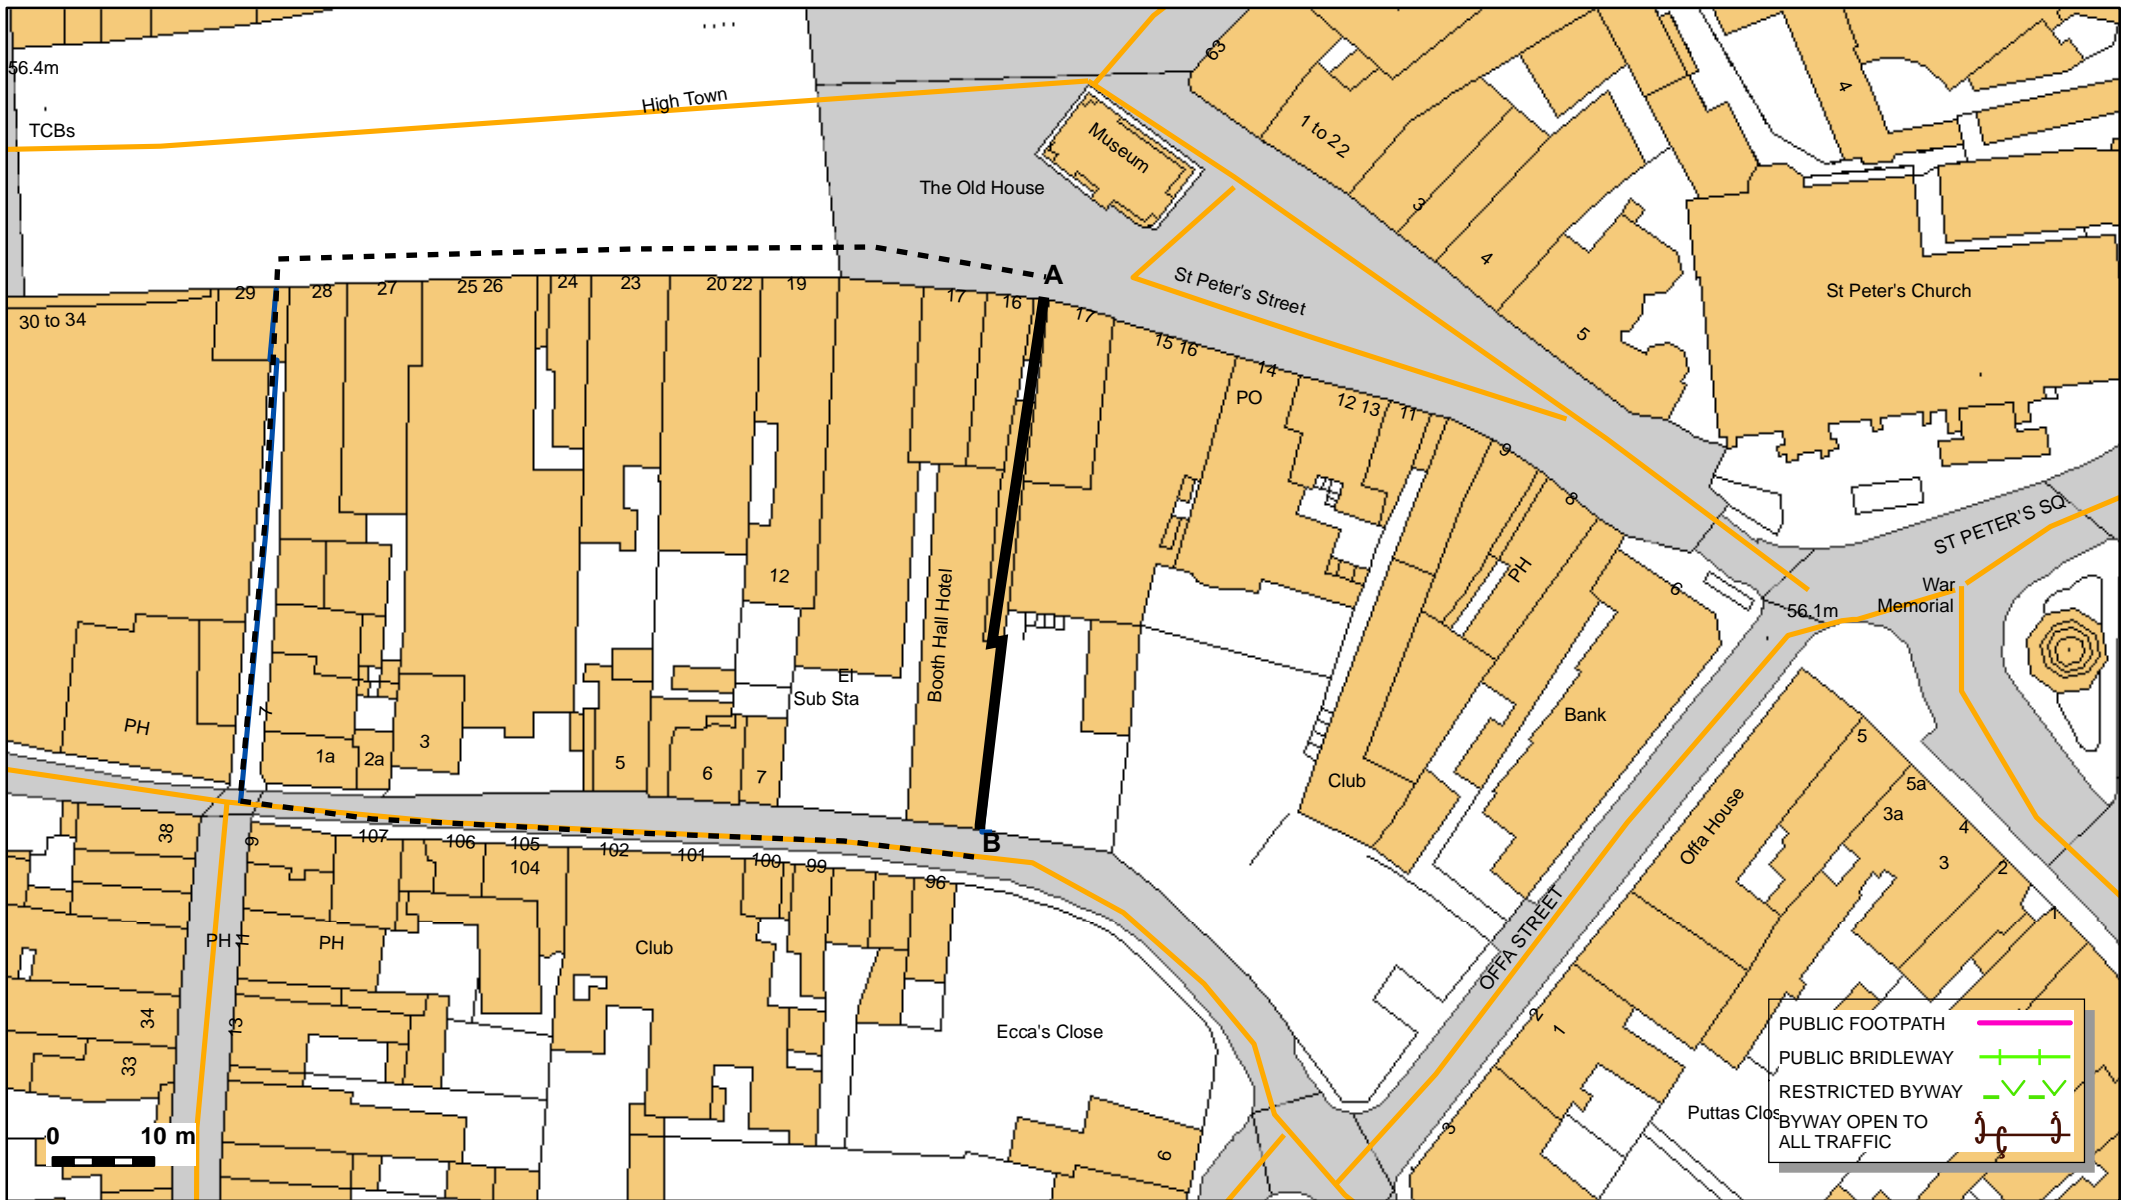 56.4m
TCBs
High Town
63
1 to 22
4
Museum
The Old House
3
4
5
St Peter's Church
St Peter's Street
A
30 to 34
29
28
27
25 26
24
23
20 22
19
17
16
17
15 16
14
PO
12 13
11
9
8
PH
6
ST PETER'S SQ
War
Memorial
56.1m
12
Booth Hall Hotel
El
Sub Sta
PH
7
1a
2a
3
5
6
7
Bank
Club
B
Offa House
5
5a
3a
4
3
2
1
38
9
107
106
105
104
102
101
100
99
96
PH
11
PH
Club
OFFA STREET
34
13
33
Ecca's Close
2
1
3
6
Puttas Clos
0 10 m
PUBLIC FOOTPATH
PUBLIC BRIDLEWAY
RESTRICTED BYWAY
BYWAY OPEN TO
ALL TRAFFIC